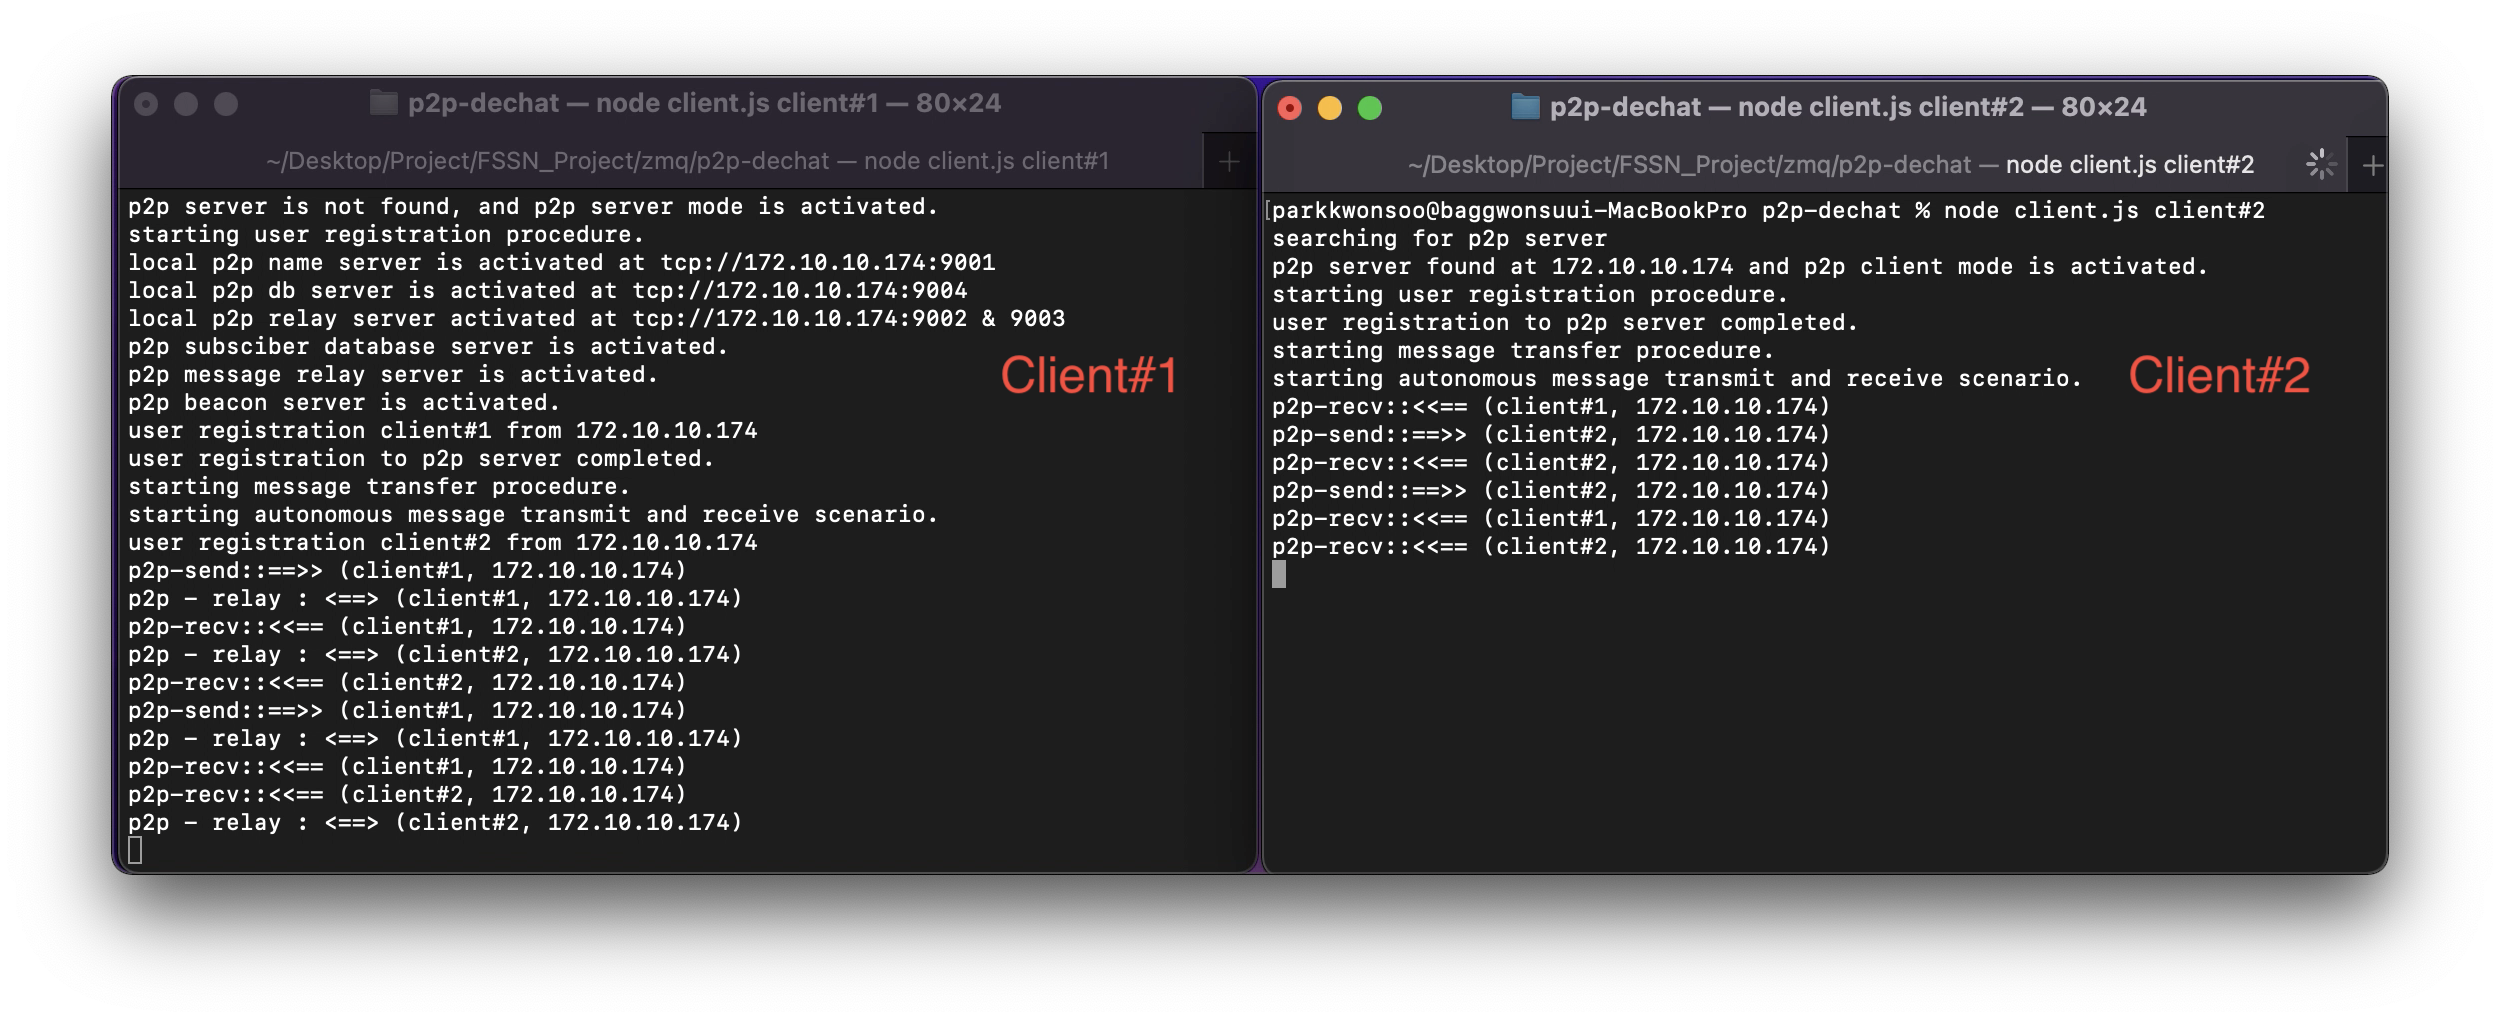 p2p-dechat — node client.js client#1 — 80×24
~/Desktop/Project/FSSN_Project/zmq/p2p-dechat — node client.js client#1
p2p server is not found, and p2p server mode is activated.
starting user registration procedure.
local p2p name server is activated at tcp://172.10.10.174:9001
local p2p db server is activated at tcp://172.10.10.174:9004
local p2p relay server activated at tcp://172.10.10.174:9002 & 9003
p2p subsciber database server is activated.
p2p message relay server is activated.
p2p beacon server is activated.
user registration client#1 from 172.10.10.174
user registration to p2p server completed.
starting message transfer procedure.
starting autonomous message transmit and receive scenario.
user registration client#2 from 172.10.10.174
p2p-send::==>> (client#1, 172.10.10.174)
p2p - relay : <==> (client#1, 172.10.10.174)
p2p-recv::<<== (client#1, 172.10.10.174)
p2p - relay : <==> (client#2, 172.10.10.174)
p2p-recv::<<== (client#2, 172.10.10.174)
p2p-send::==>> (client#1, 172.10.10.174)
p2p - relay : <==> (client#1, 172.10.10.174)
p2p-recv::<<== (client#1, 172.10.10.174)
p2p-recv::<<== (client#2, 172.10.10.174)
p2p - relay : <==> (client#2, 172.10.10.174)
Client#1
p2p-dechat — node client.js client#2 — 80×24
~/Desktop/Project/FSSN_Project/zmq/p2p-dechat — node client.js client#2
[parkkwonsoo@baggwonsuui-MacBookPro p2p-dechat % node client.js client#2
searching for p2p server
p2p server found at 172.10.10.174 and p2p client mode is activated.
starting user registration procedure.
user registration to p2p server completed.
starting message transfer procedure.
starting autonomous message transmit and receive scenario.
p2p-recv::<<== (client#1, 172.10.10.174)
p2p-send::==>> (client#2, 172.10.10.174)
p2p-recv::<<== (client#2, 172.10.10.174)
p2p-send::==>> (client#2, 172.10.10.174)
p2p-recv::<<== (client#1, 172.10.10.174)
p2p-recv::<<== (client#2, 172.10.10.174)
Client#2